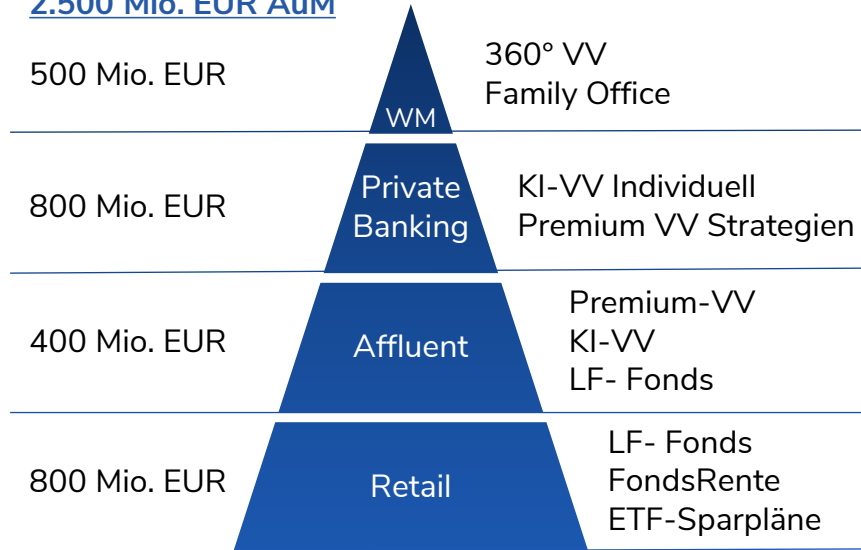 2.500 Mio. EUR AuM
500 Mio. EUR
WM
360° VV
Family Office
800 Mio. EUR
Private
Banking
KI-VV Individuell
Premium VV Strategien
400 Mio. EUR
Affluent
Premium-VV
KI-VV
LF- Fonds
800 Mio. EUR
Retail
LF- Fonds
FondsRente
ETF-Sparpläne